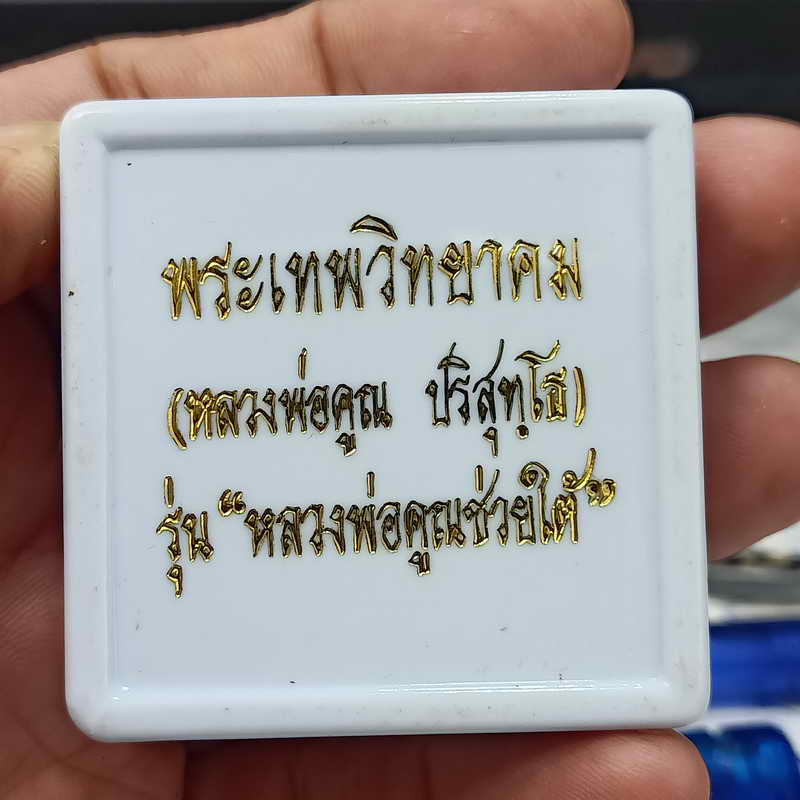 พระเทพวิทยาคม
(หลวงพ่อคูณ ปริสุทฺโธ)
รุ่น “หลวงพ่อคูณช่วยใต้”